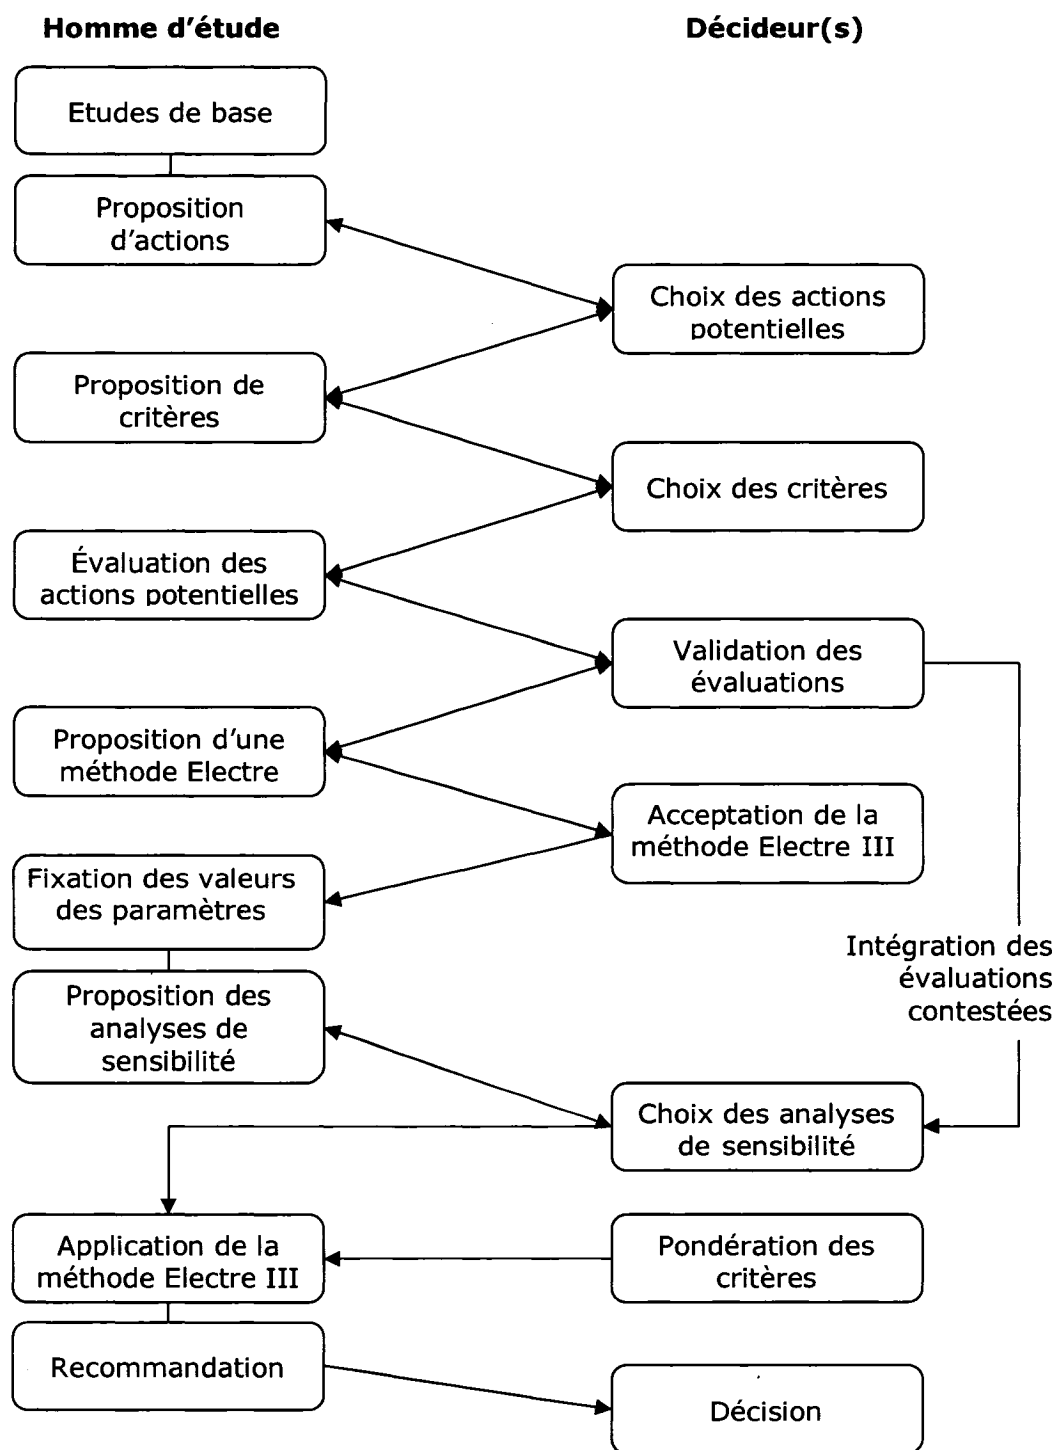 Homme d'étude
Décideur(s)
Etudes de base
Proposition
d'actions
Choix des actions
potentielles
Proposition de
critères
Choix des critères
Évaluation des
actions potentielles
Validation des
évaluations
Proposition d'une
méthode Electre
Acceptation de la
méthode Electre III
Fixation des valeurs
des paramètres
Intégration des
évaluations
contestées
Proposition des
analyses de
sensibilité
Choix des analyses
de sensibilité
Application de la
méthode Electre III
Pondération des
critères
Recommandation
Décision